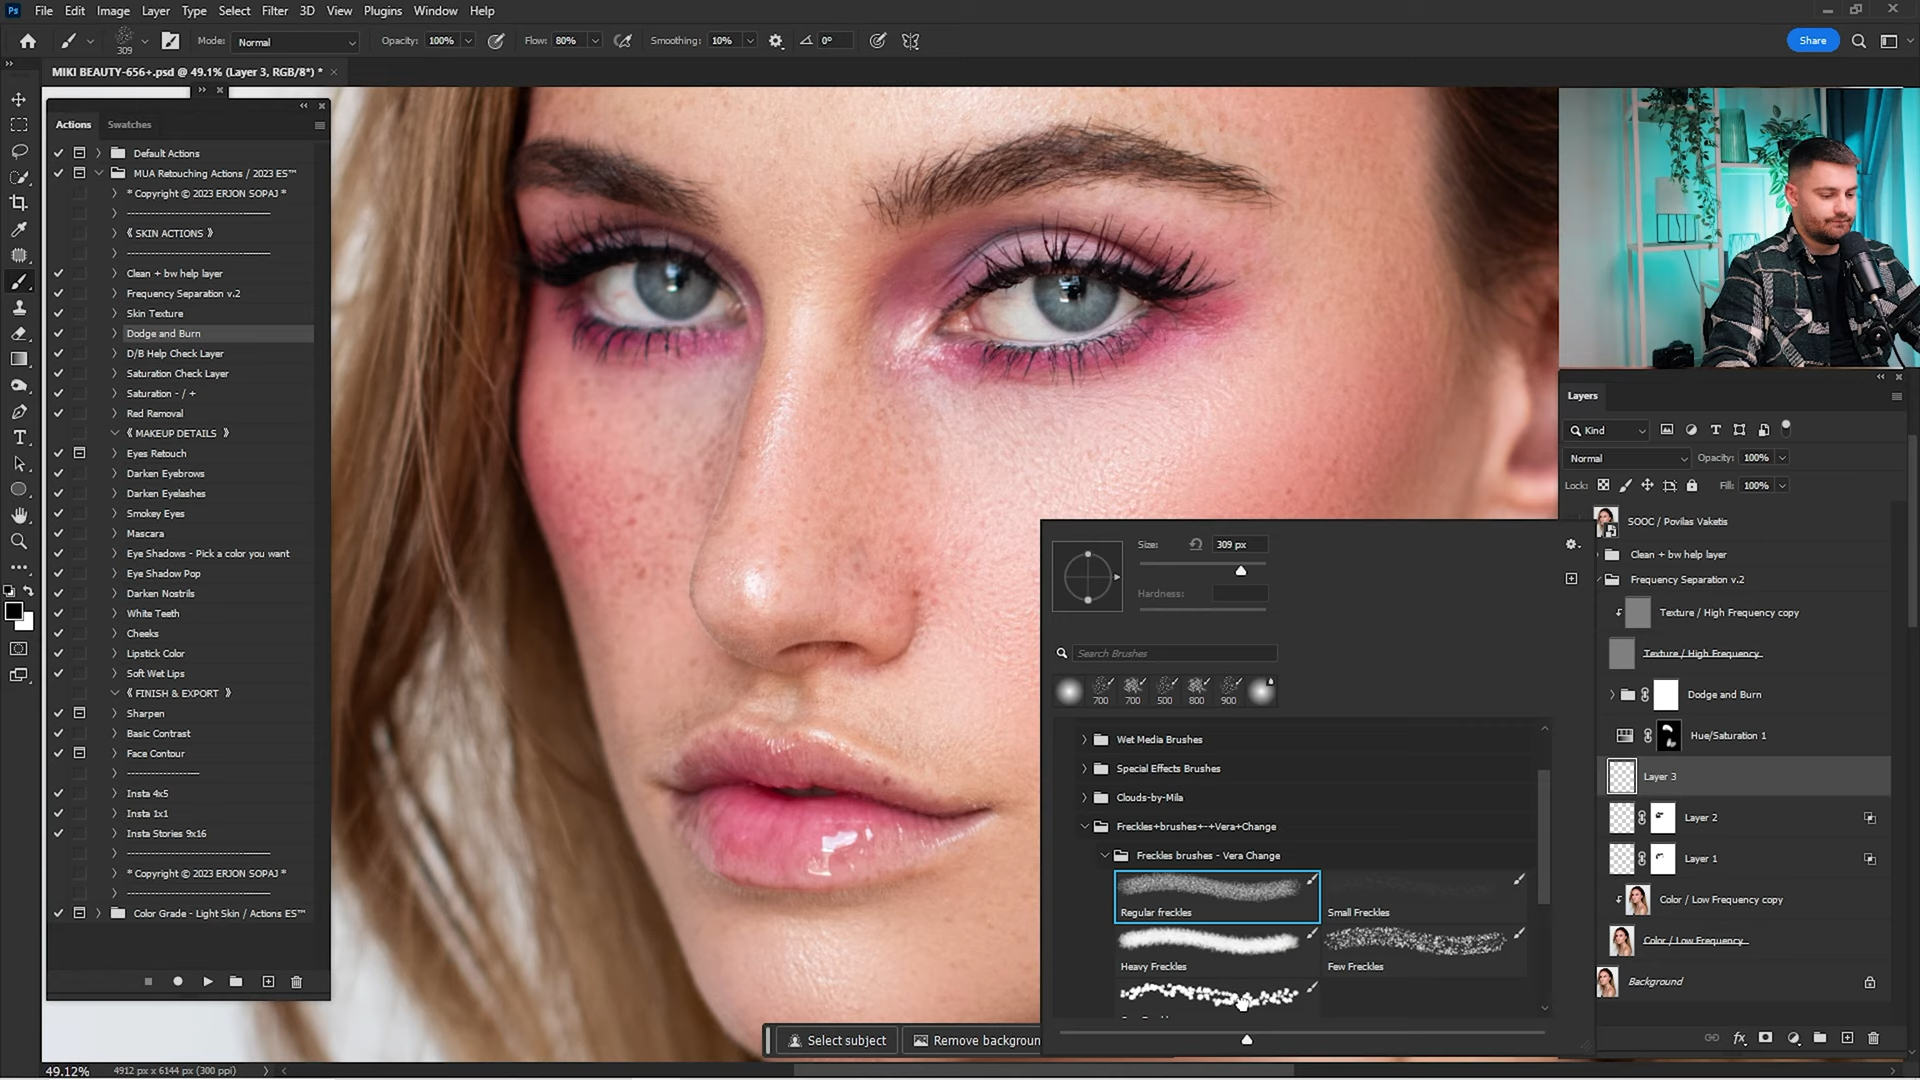 Ps File Edit Image Layer Type Select Filter 3D View Plugins Window Help
309 Mode: Normal Opacity: 100% Flow: 80% Smoothing: 10% 0° Share
MIKI BEAUTY-656+.psd @ 49.1% (Layer 3, RGB/8*) *
Actions Swatches
Default Actions
MUA Retouching Actions / 2023 ES™
* Copyright © 2023 ERJON SOPAJ *
------------------------------------
《 SKIN ACTIONS 》
------------------------------------
Clean + bw help layer
Frequency Separation v.2
Skin Texture
Dodge and Burn
D/B Help Check Layer
Saturation Check Layer
Saturation - / +
Red Removal
《 MAKEUP DETAILS 》
Eyes Retouch
Darken Eyebrows
Darken Eyelashes
Smokey Eyes
Mascara
Eye Shadows - Pick a color you want
Eye Shadow Pop
Darken Nostrils
White Teeth
Cheeks
Lipstick Color
Soft Wet Lips
《 FINISH & EXPORT 》
Sharpen
Basic Contrast
Face Contour
------------------
Insta 4x5
Insta 1x1
Insta Stories 9x16
------------------------------------
* Copyright © 2023 ERJON SOPAJ *
------------------------------------
Color Grade - Light Skin / Actions ES™
Size: 309 px
Hardness:
Search Brushes
700 700 500 800 900
Wet Media Brushes
Special Effects Brushes
Clouds-by-Mila
Freckles+brushes+-+Vera+Change
Freckles brushes - Vera Change
Regular freckles
Small Freckles
Heavy Freckles
Few Freckles
Select subject
Remove backgroun
Layers
Kind
Normal Opacity: 100%
Lock: Fill: 100%
SOOC / Povilas Vaketis
Clean + bw help layer
Frequency Separation v.2
Texture / High Frequency copy
Texture / High Frequency
Dodge and Burn
Hue/Saturation 1
Layer 3
Layer 2
Layer 1
Color / Low Frequency copy
Color / Low Frequency
Background
49.12% 4912 px x 6144 px (300 ppi)